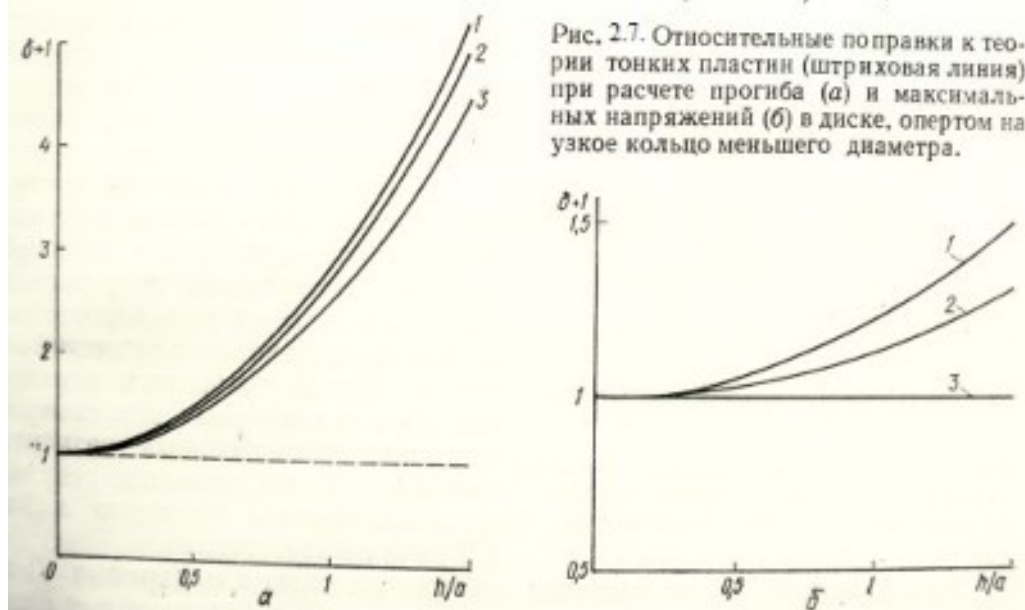 δ+1
4
3
2
1
0
0,5
1
h/a
а
1
2
3
Рис. 2.7. Относительные поправки к тео-
рии тонких пластин (штриховая линия)
при расчете прогиба (а) и максималь-
ных напряжений (б) в диске, опертом на
узкое кольцо меньшего диаметра.
δ+1
1,5
1
0,5
0,5
1
h/a
б
1
2
3